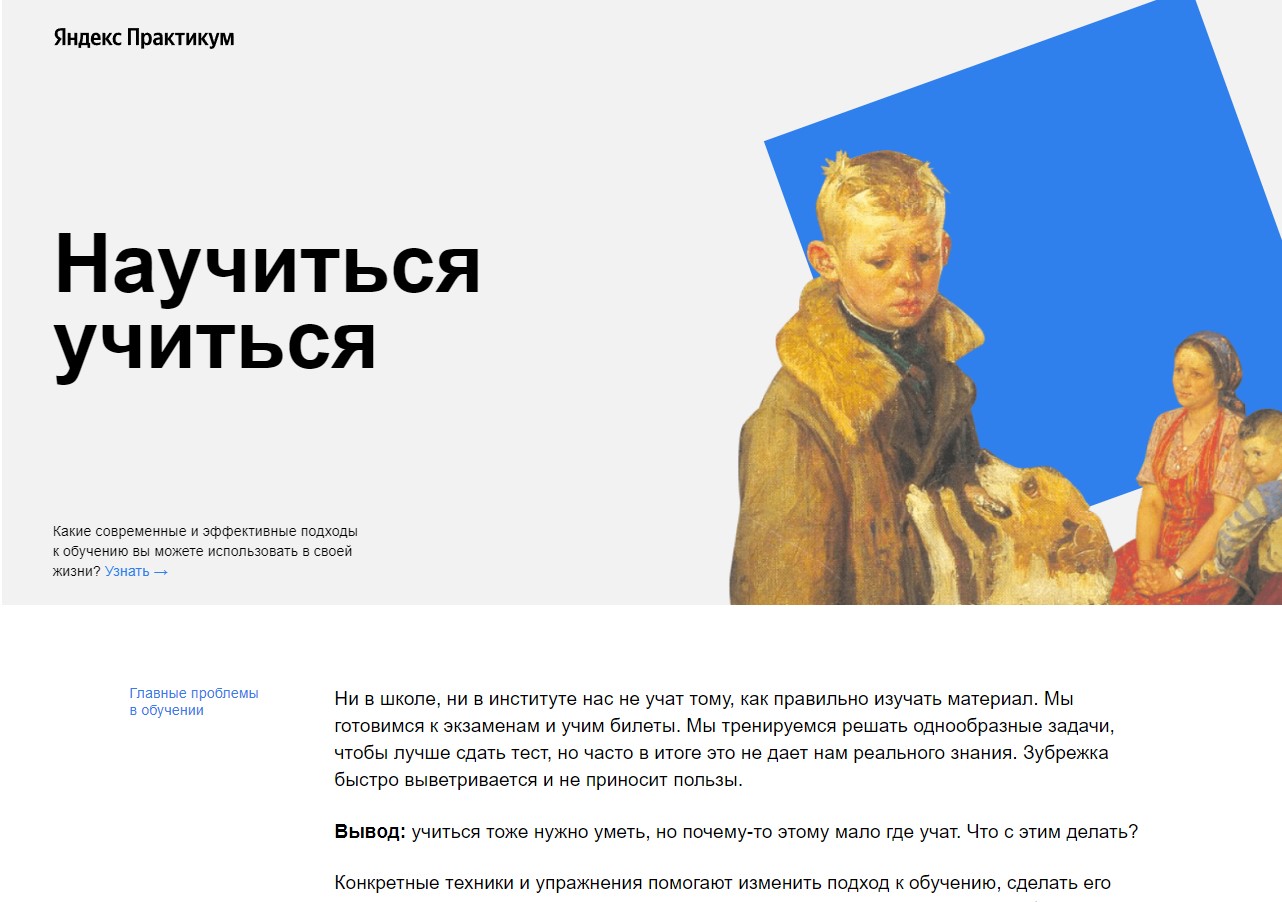 Яндекс Практикум
Научиться
учиться
Какие современные и эффективные подходы
к обучению вы можете использовать в своей
жизни? Узнать →
Главные проблемы
в обучении
Ни в школе, ни в институте нас не учат тому, как правильно изучать материал. Мы
готовимся к экзаменам и учим билеты. Мы тренируемся решать однообразные задачи,
чтобы лучше сдать тест, но часто в итоге это не дает нам реального знания. Зубрежка
быстро выветривается и не приносит пользы.
Вывод: учиться тоже нужно уметь, но почему-то этому мало где учат. Что с этим делать?
Конкретные техники и упражнения помогают изменить подход к обучению, сделать его